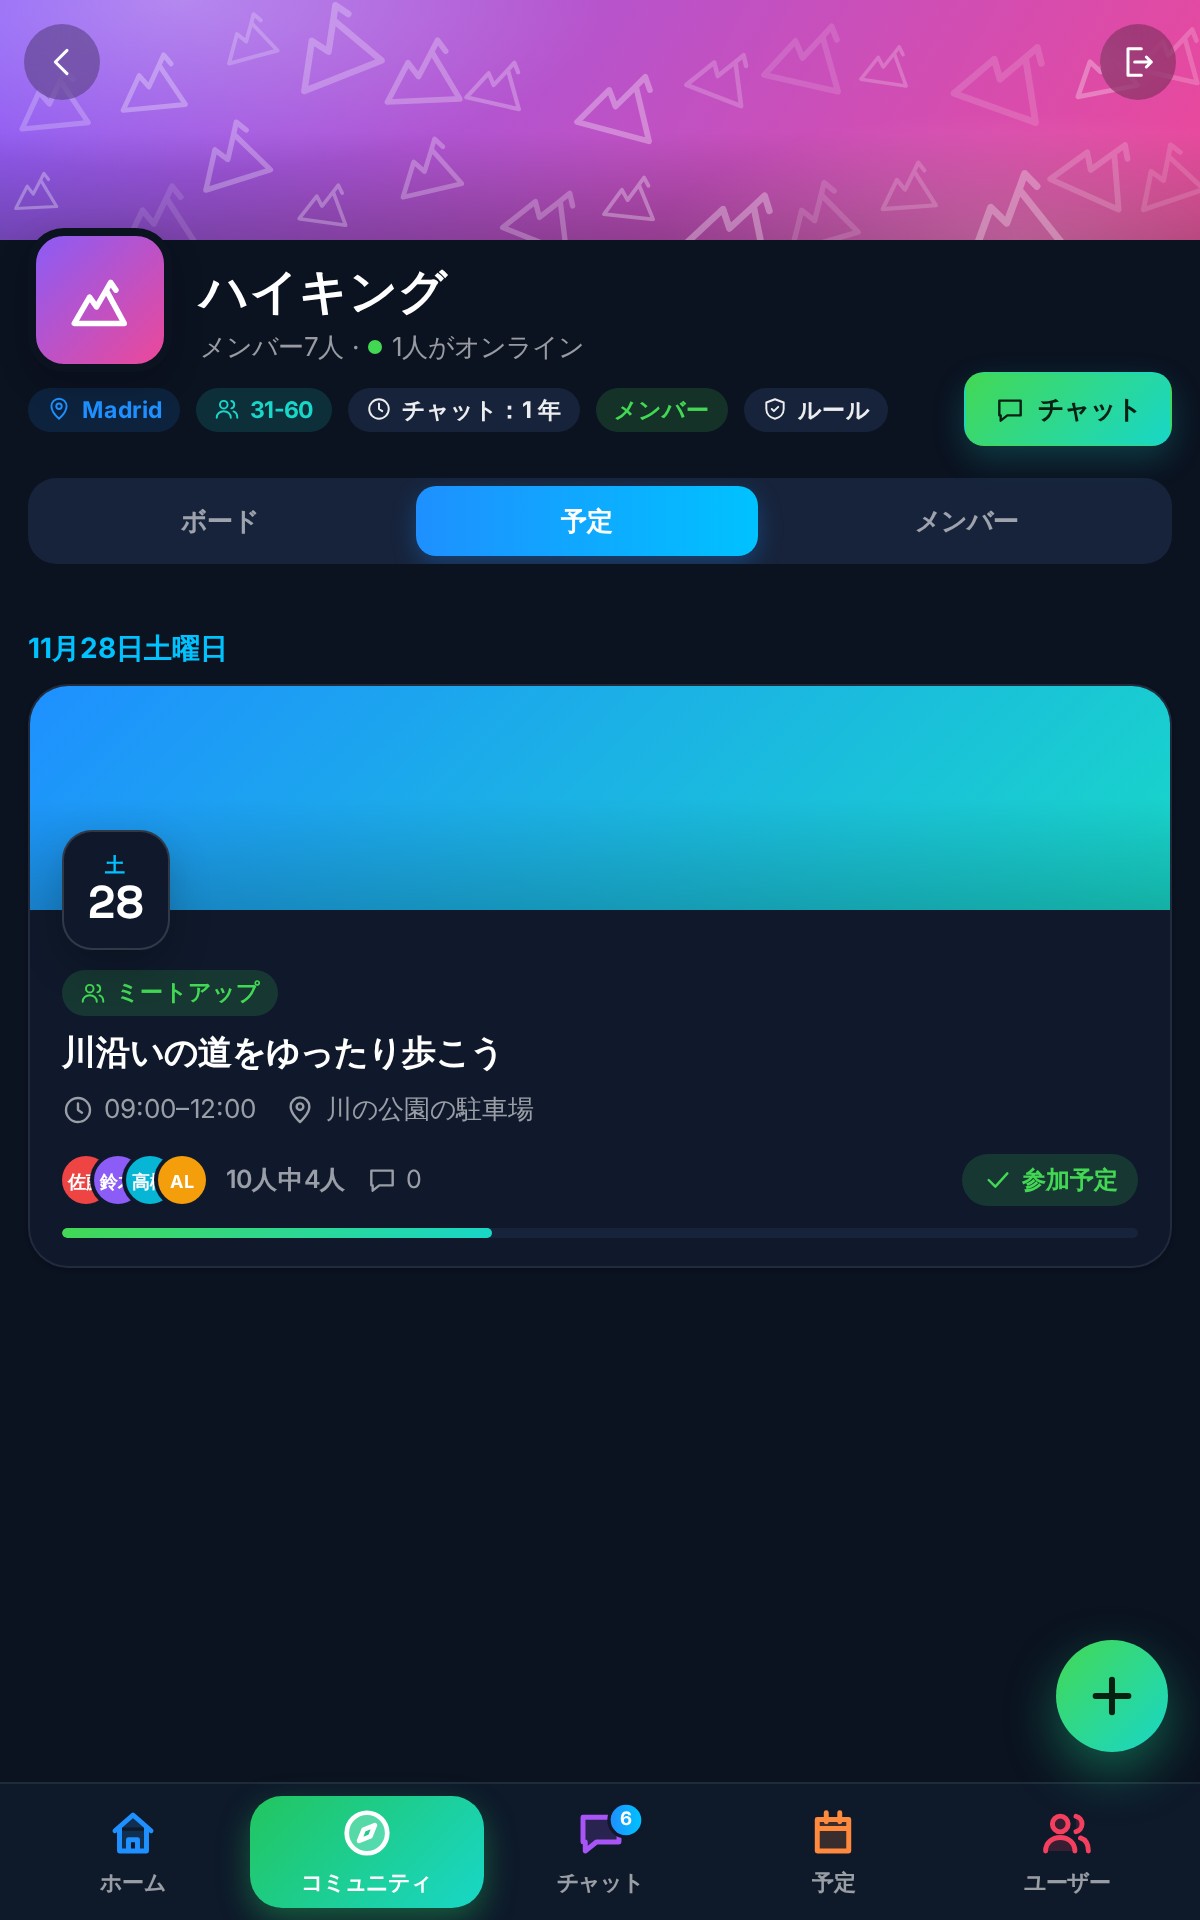 ハイキング
メンバー7人 · 1人がオンライン
Madrid
31-60
チャット：1 年
メンバー
ルール
チャット
ボード
予定
メンバー
11月28日土曜日
土
28
ミートアップ
川沿いの道をゆったり歩こう
09:00–12:00
川の公園の駐車場
AL
10人中4人
0
参加予定
ホーム
コミュニティ
6
チャット
予定
ユーザー